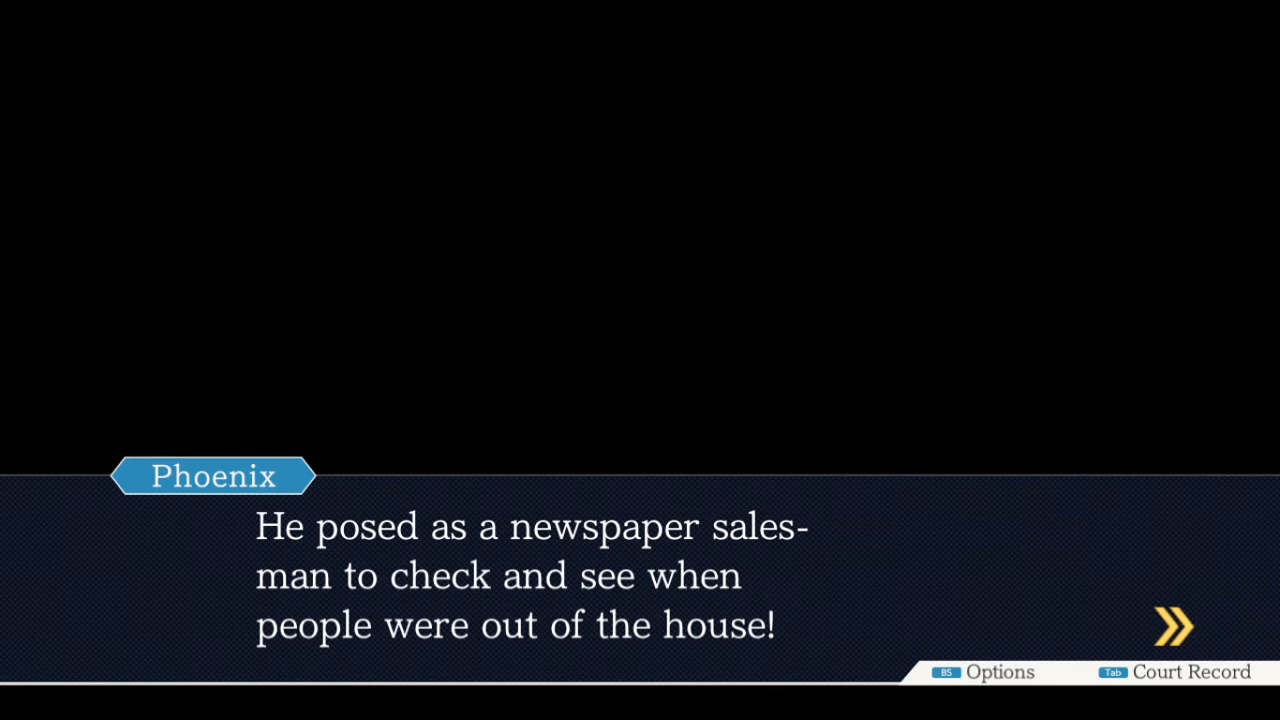 Phoenix
He posed as a newspaper sales-
man to check and see when
people were out of the house!
BS Options Tab Court Record